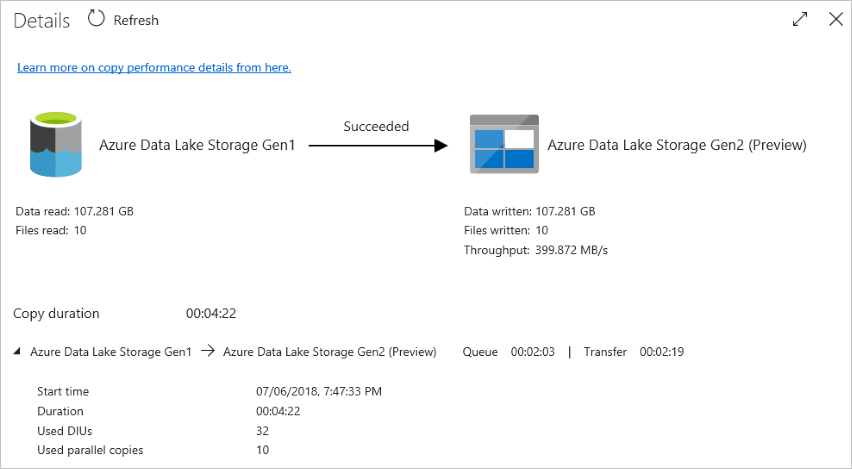 Details Refresh
Learn more on copy performance details from here.
Succeeded
Azure Data Lake Storage Gen1
Azure Data Lake Storage Gen2 (Preview)
Data read: 107.281 GB
Files read: 10
Data written: 107.281 GB
Files written: 10
Throughput: 399.872 MB/s
Copy duration 00:04:22
Azure Data Lake Storage Gen1 → Azure Data Lake Storage Gen2 (Preview) Queue 00:02:03 | Transfer 00:02:19
Start time 07/06/2018, 7:47:33 PM
Duration 00:04:22
Used DIUs 32
Used parallel copies 10